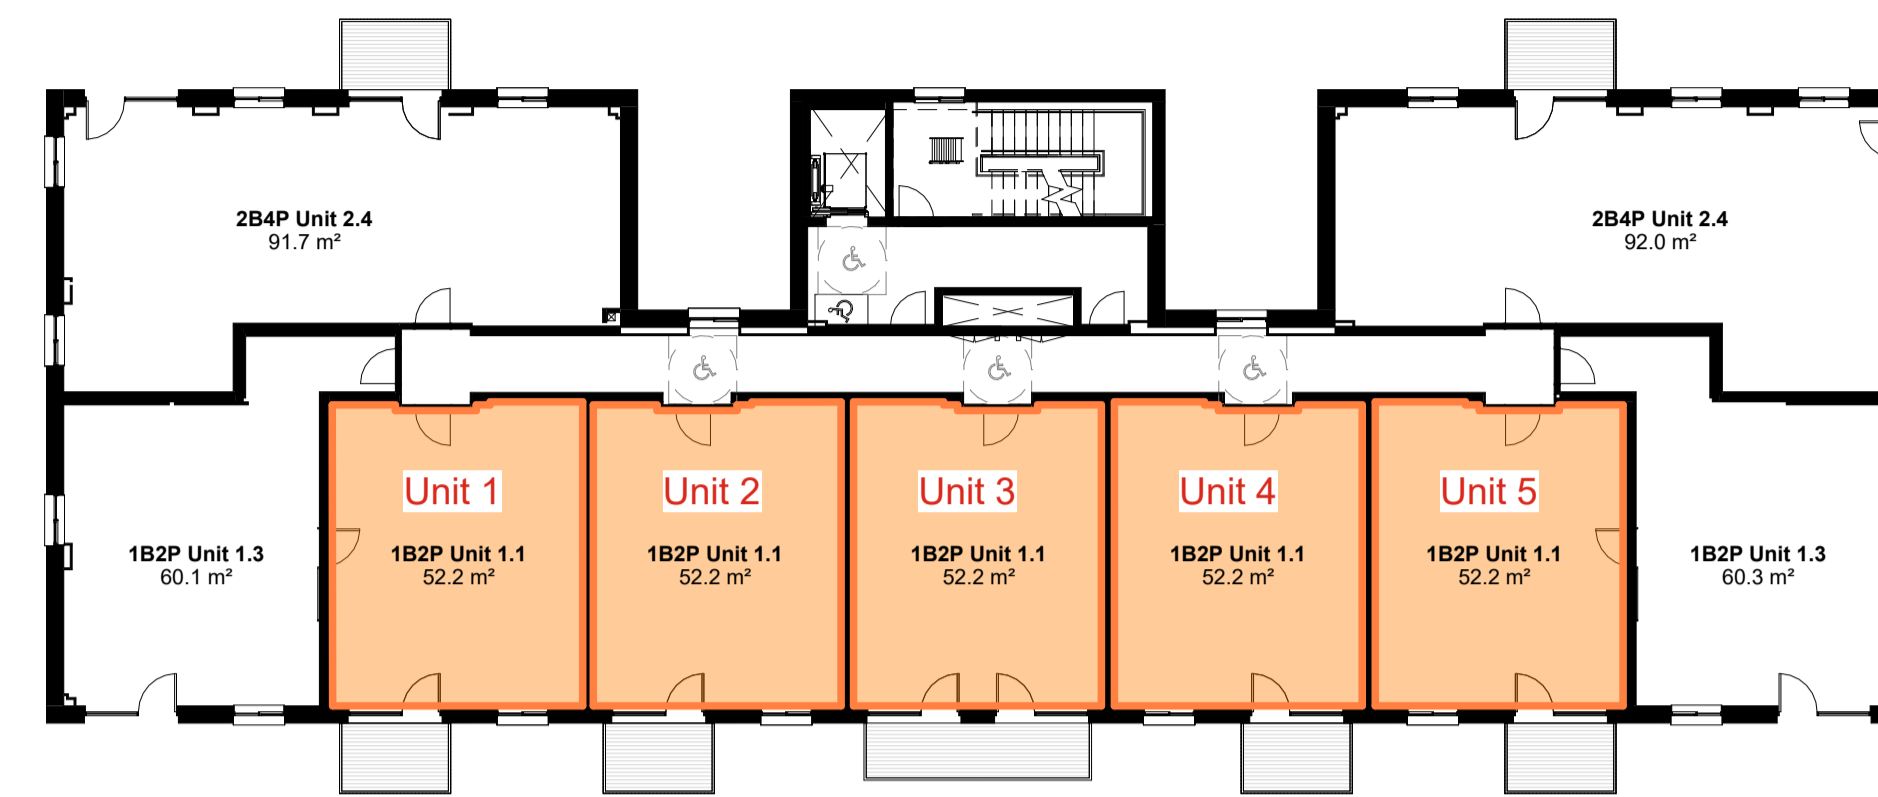 2B4P Unit 2.4
91.7 m²
2B4P Unit 2.4
92.0 m²
Unit 1
Unit 2
Unit 3
Unit 4
Unit 5
1B2P Unit 1.3
60.1 m²
1B2P Unit 1.1
52.2 m²
1B2P Unit 1.1
52.2 m²
1B2P Unit 1.1
52.2 m²
1B2P Unit 1.1
52.2 m²
1B2P Unit 1.1
52.2 m²
1B2P Unit 1.3
60.3 m²